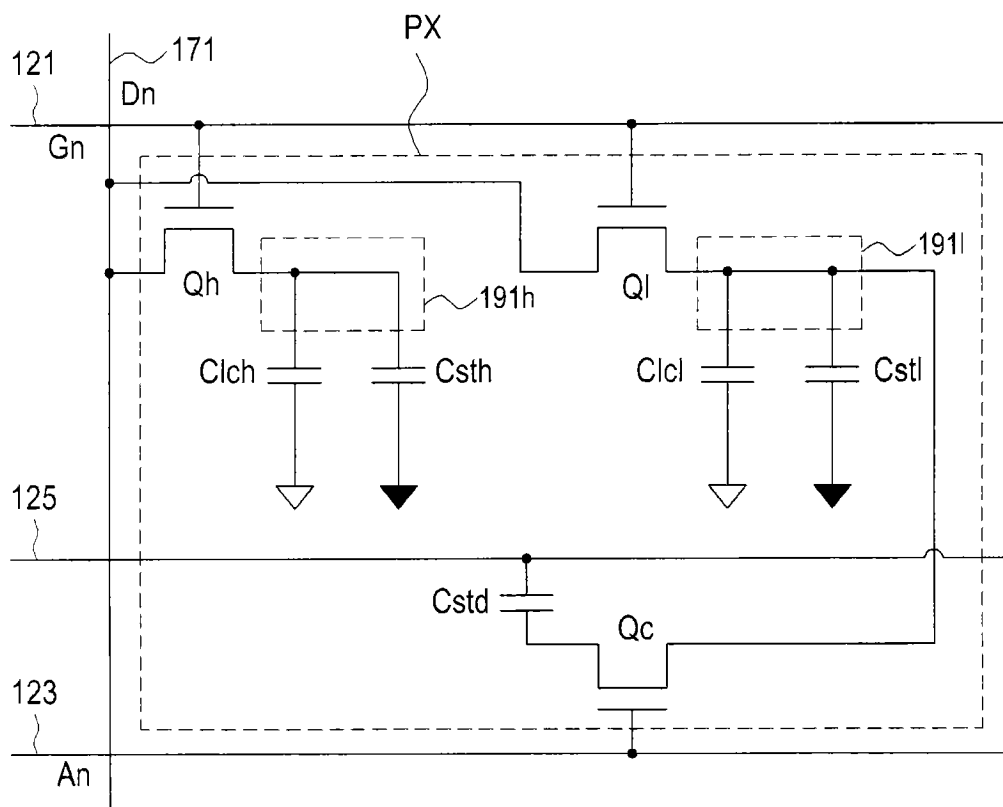 PX
171
121
Dn
Gn
Qh
191h
Ql
191l
Clch
Csth
Clcl
Cstl
125
Cstd
Qc
123
An